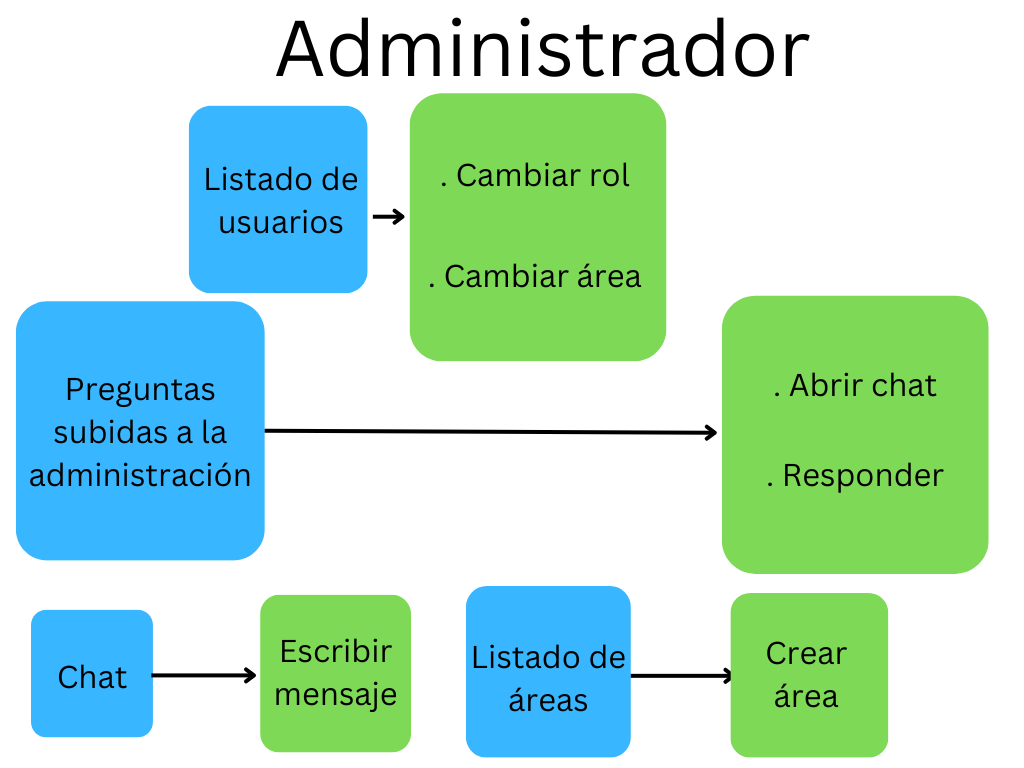 Administrador
Listado de
usuarios
. Cambiar rol
. Cambiar área
Preguntas
subidas a la
administración
. Abrir chat
. Responder
Chat
Escribir
mensaje
Listado de
áreas
Crear
área